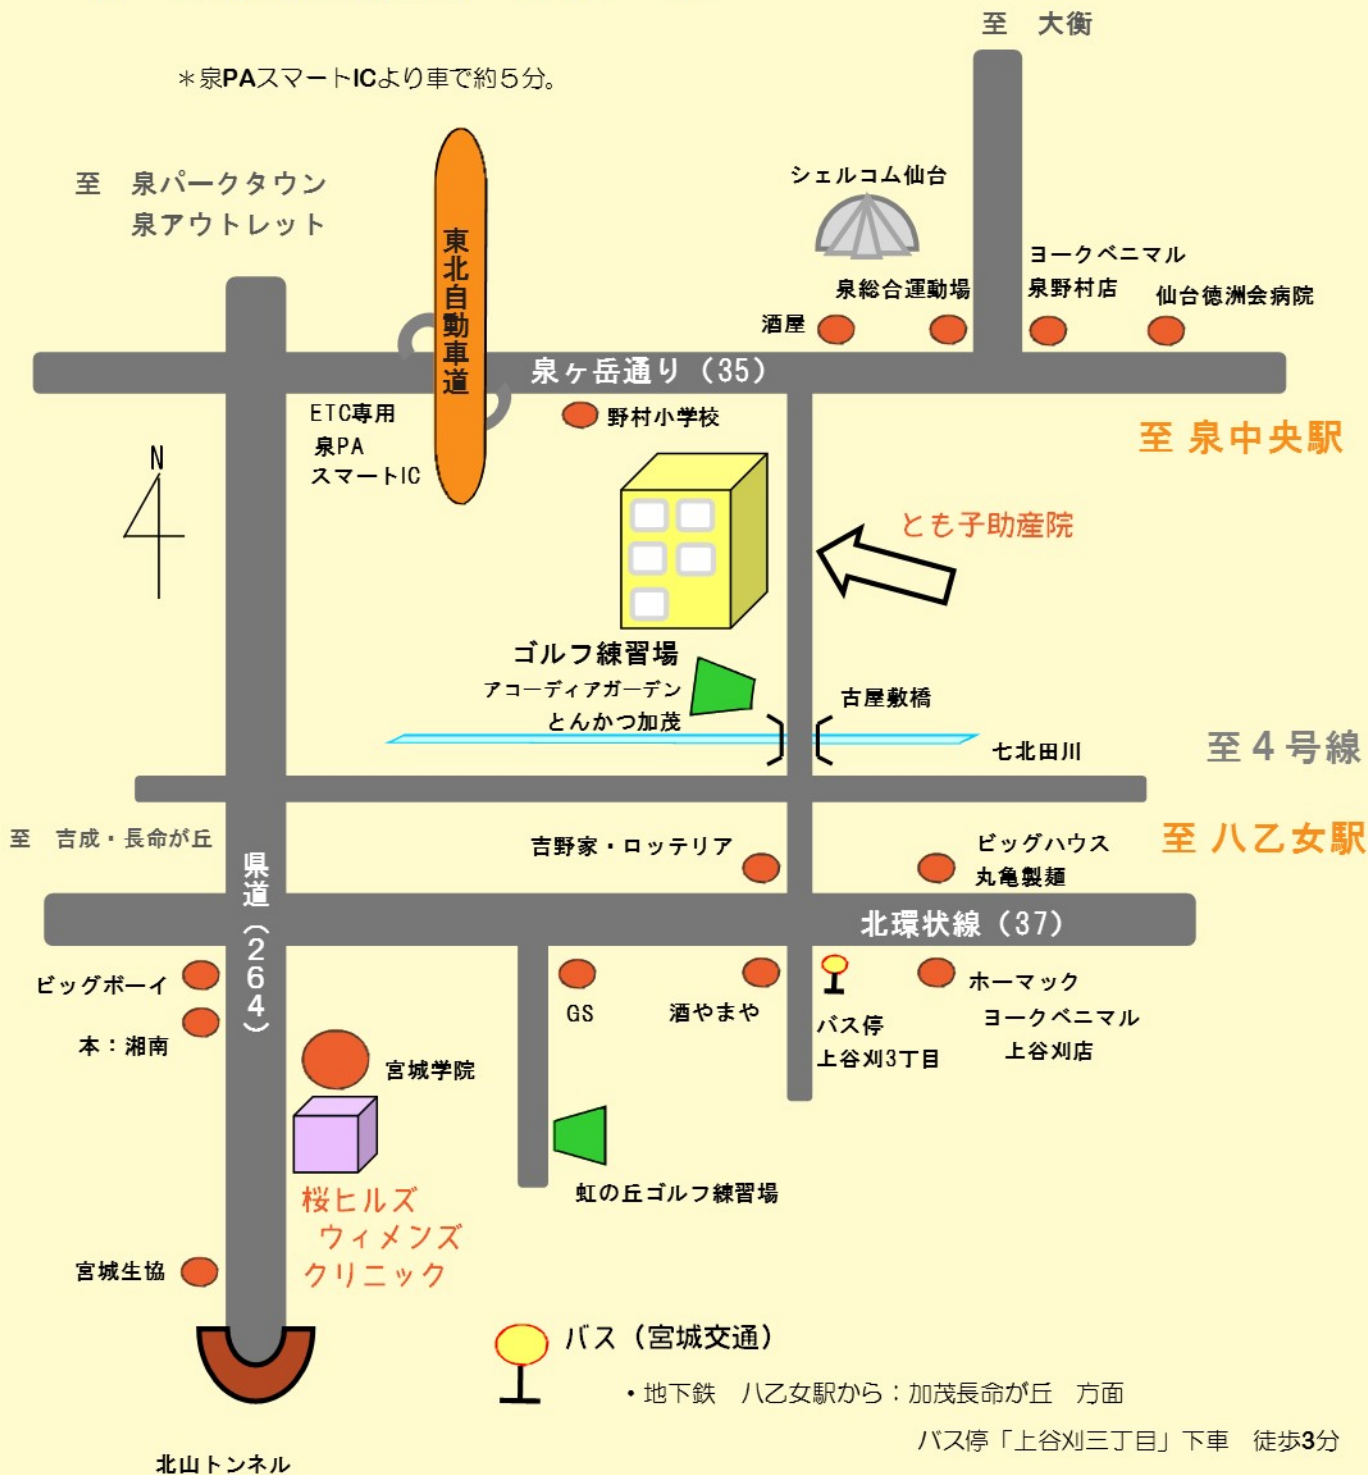 至　大衡
＊泉PAスマートICより車で約５分。
至　泉パークタウン
泉アウトレット
東北自動車道
シェルコム仙台
ヨークベニマル
泉野村店
泉総合運動場
仙台徳洲会病院
酒屋
泉ヶ岳通り（35）
ETC専用
泉PA
スマートIC
野村小学校
至 泉中央駅
N
とも子助産院
ゴルフ練習場
アコーディアガーデン
とんかつ加茂
古屋敷橋
七北田川
至４号線
至　吉成・長命が丘
県道（264）
吉野家・ロッテリア
ビッグハウス
丸亀製麺
至 八乙女駅
北環状線（37）
ビッグボーイ
本：湘南
GS
酒やまや
バス停
上谷刈3丁目
ホーマック
ヨークベニマル
上谷刈店
宮城学院
桜ヒルズ
ウィメンズ
クリニック
虹の丘ゴルフ練習場
宮城生協
北山トンネル
バス（宮城交通）
・地下鉄　八乙女駅から：加茂長命が丘　方面
バス停「上谷刈三丁目」下車　徒歩3分